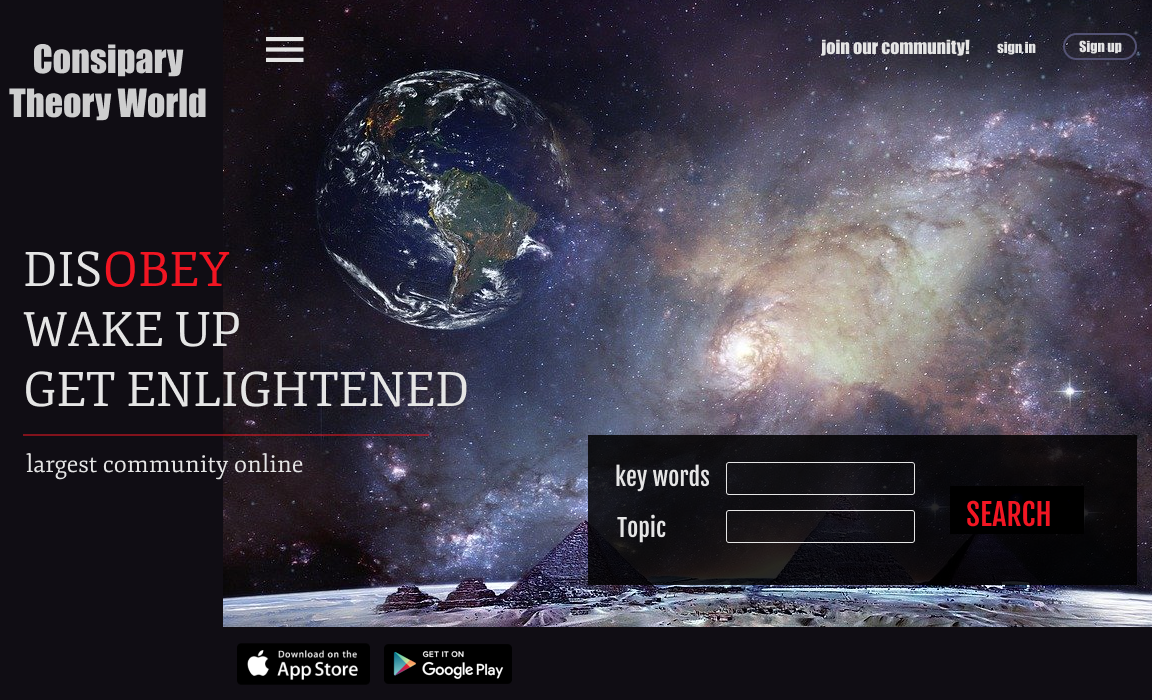 Consipary
Theory World
join our community!
sign in
Sign up
DISOBEY
WAKE UP
GET ENLIGHTENED
largest community online
key words
Topic
SEARCH
Download on the
App Store
GET IT ON
Google Play